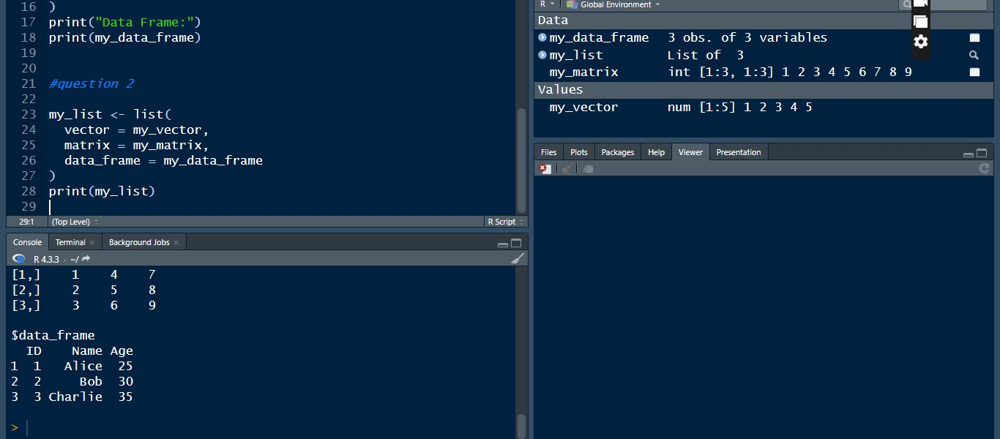 16 )
17 print("Data Frame:")
18 print(my_data_frame)
19
20
21 #question 2
22
23 my_list <- list(
24 vector = my_vector,
25 matrix = my_matrix,
26 data_frame = my_data_frame
27 )
28 print(my_list)
29
29:1 (Top Level) R Script
Console Terminal Background Jobs
R 4.3.3 · ~/
[1,] 1 4 7
[2,] 2 5 8
[3,] 3 6 9
$data_frame
ID Name Age
1 1 Alice 25
2 2 Bob 30
3 3 Charlie 35
>
R Global Environment
Data
my_data_frame 3 obs. of 3 variables
my_list List of 3
my_matrix int [1:3, 1:3] 1 2 3 4 5 6 7 8 9
Values
my_vector num [1:5] 1 2 3 4 5
Files Plots Packages Help Viewer Presentation